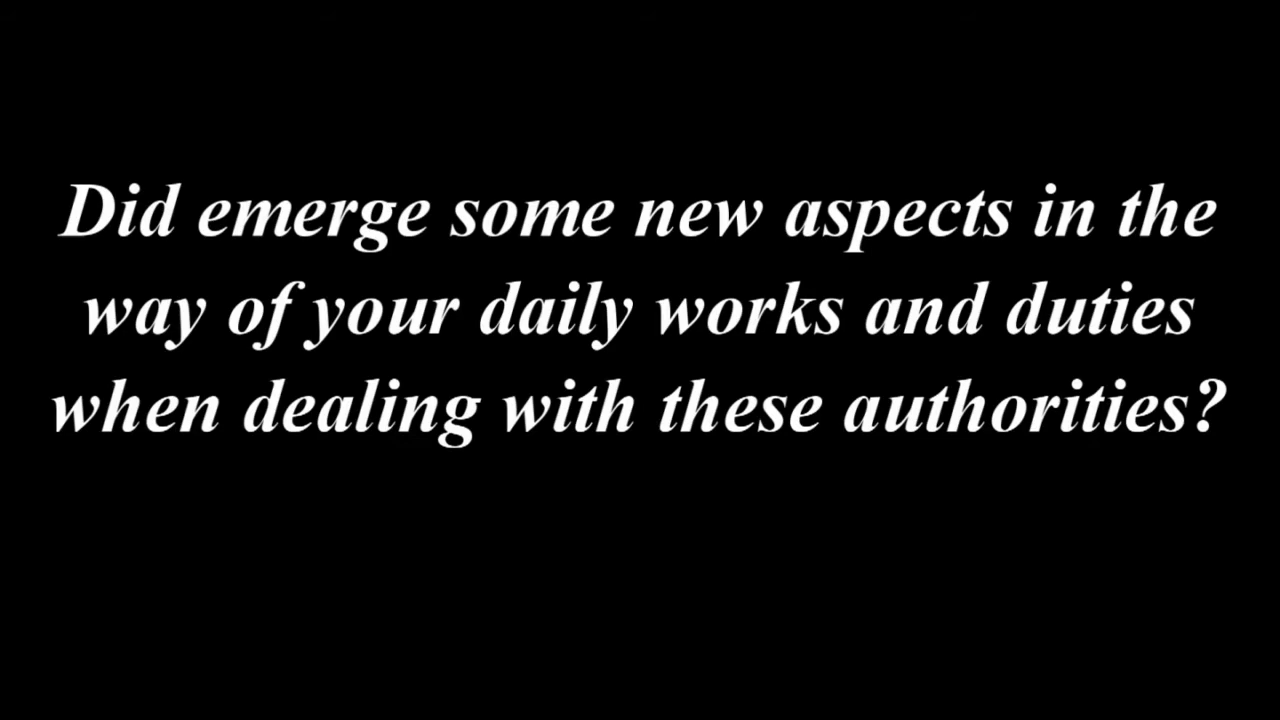 Did emerge some new aspects in the
way of your daily works and duties
when dealing with these authorities?